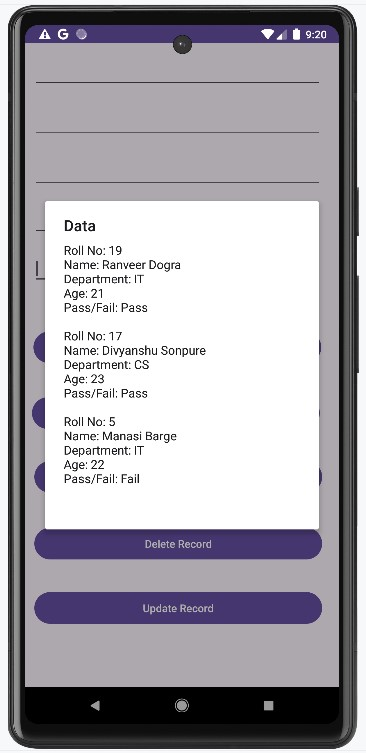 G
9:20
Data
Roll No: 19
Name: Ranveer Dogra
Department: IT
Age: 21
Pass/Fail: Pass
Roll No: 17
Name: Divyanshu Sonpure
Department: CS
Age: 23
Pass/Fail: Pass
Roll No: 5
Name: Manasi Barge
Department: IT
Age: 22
Pass/Fail: Fail
Delete Record
Update Record